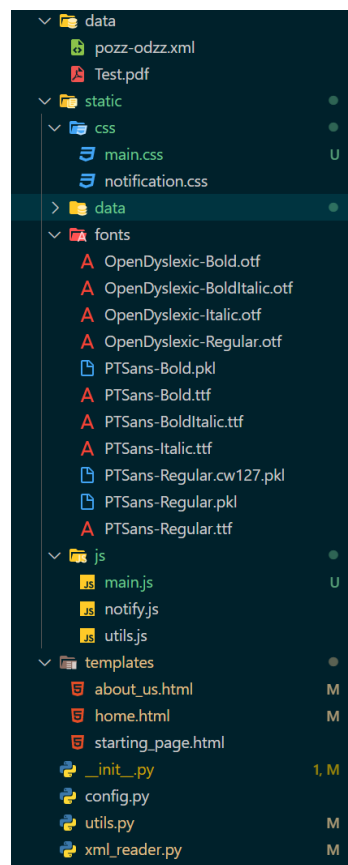 data
pozz-odzz.xml
Test.pdf
static
css
main.css U
notification.css
data
fonts
OpenDyslexic-Bold.otf
OpenDyslexic-BoldItalic.otf
OpenDyslexic-Italic.otf
OpenDyslexic-Regular.otf
PTSans-Bold.pkl
PTSans-Bold.ttf
PTSans-BoldItalic.ttf
PTSans-Italic.ttf
PTSans-Regular.cw127.pkl
PTSans-Regular.pkl
PTSans-Regular.ttf
js
main.js U
notify.js
utils.js
templates
about_us.html M
home.html M
starting_page.html
__init__.py 1, M
config.py
utils.py M
xml_reader.py M